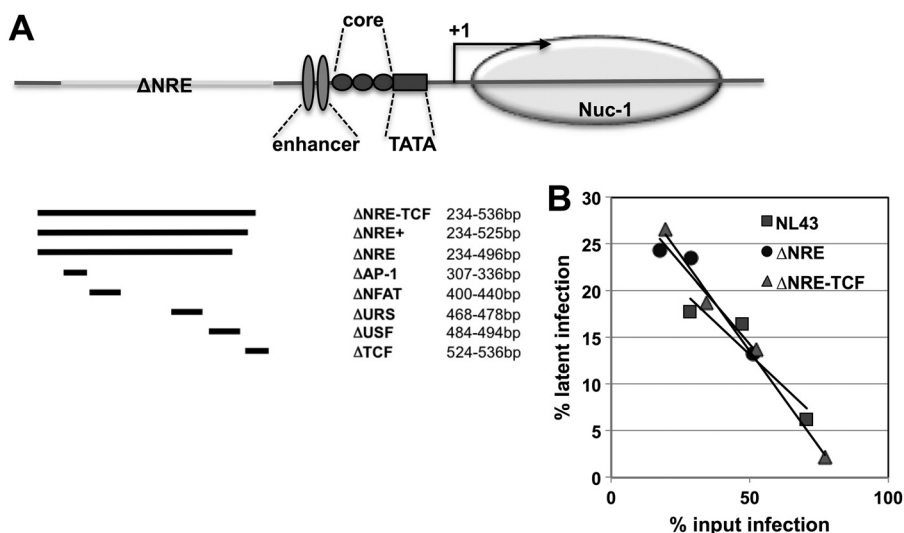 A
core
+1
ΔNRE
Nuc-1
enhancer
TATA
ΔNRE-TCF 234-536bp
ΔNRE+ 234-525bp
ΔNRE 234-496bp
ΔAP-1 307-336bp
ΔNFAT 400-440bp
ΔURS 468-478bp
ΔUSF 484-494bp
ΔTCF 524-536bp
B
30
25
20
15
10
5
0
% latent infection
NL43
ΔNRE
ΔNRE-TCF
0 50 100
% input infection